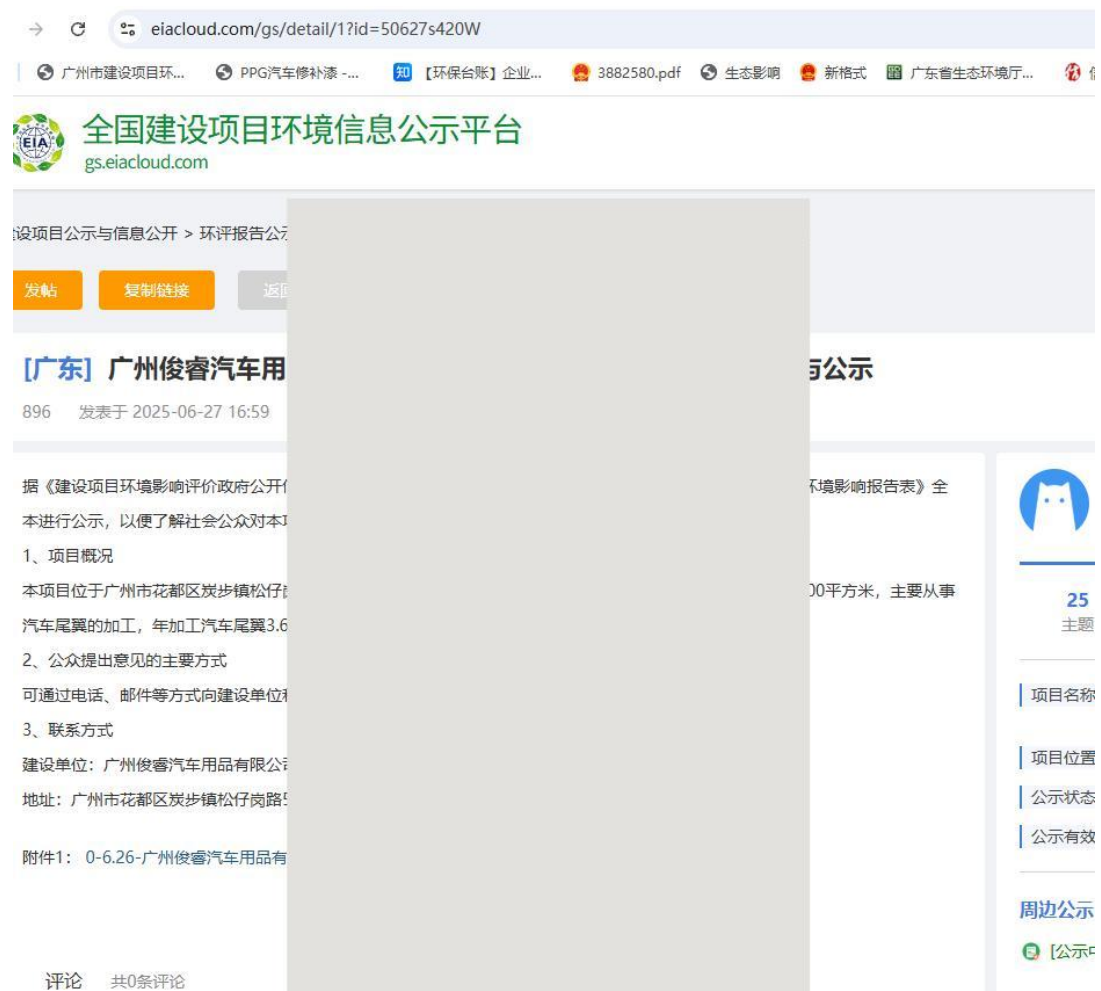 eiacloud.com/gs/detail/1?id=50627s420W
广州市建设项目环... PPG汽车修补漆 -... 知 【环保台账】企业... 3882580.pdf 生态影响 新格式 广东省生态环境厅...
EIA 全国建设项目环境信息公示平台
gs.eiacloud.com
设项目公示与信息公开 > 环评报告公
发帖 复制链接 返
[广东] 广州俊睿汽车用 公示
896 发表于 2025-06-27 16:59
据《建设项目环境影响评价政府公开 环境影响报告表》全
本进行公示，以便了解社会公众对本
1、项目概况
本项目位于广州市花都区炭步镇松仔 00平方米，主要从事
汽车尾翼的加工，年加工汽车尾翼3.6
2、公众提出意见的主要方式
可通过电话、邮件等方式向建设单位
3、联系方式
建设单位：广州俊睿汽车用品有限公
地址：广州市花都区炭步镇松仔岗路
附件1： 0-6.26-广州俊睿汽车用品有
评论 共0条评论
25
主题
项目名称
项目位置
公示状态
公示有效
周边公示
[公示